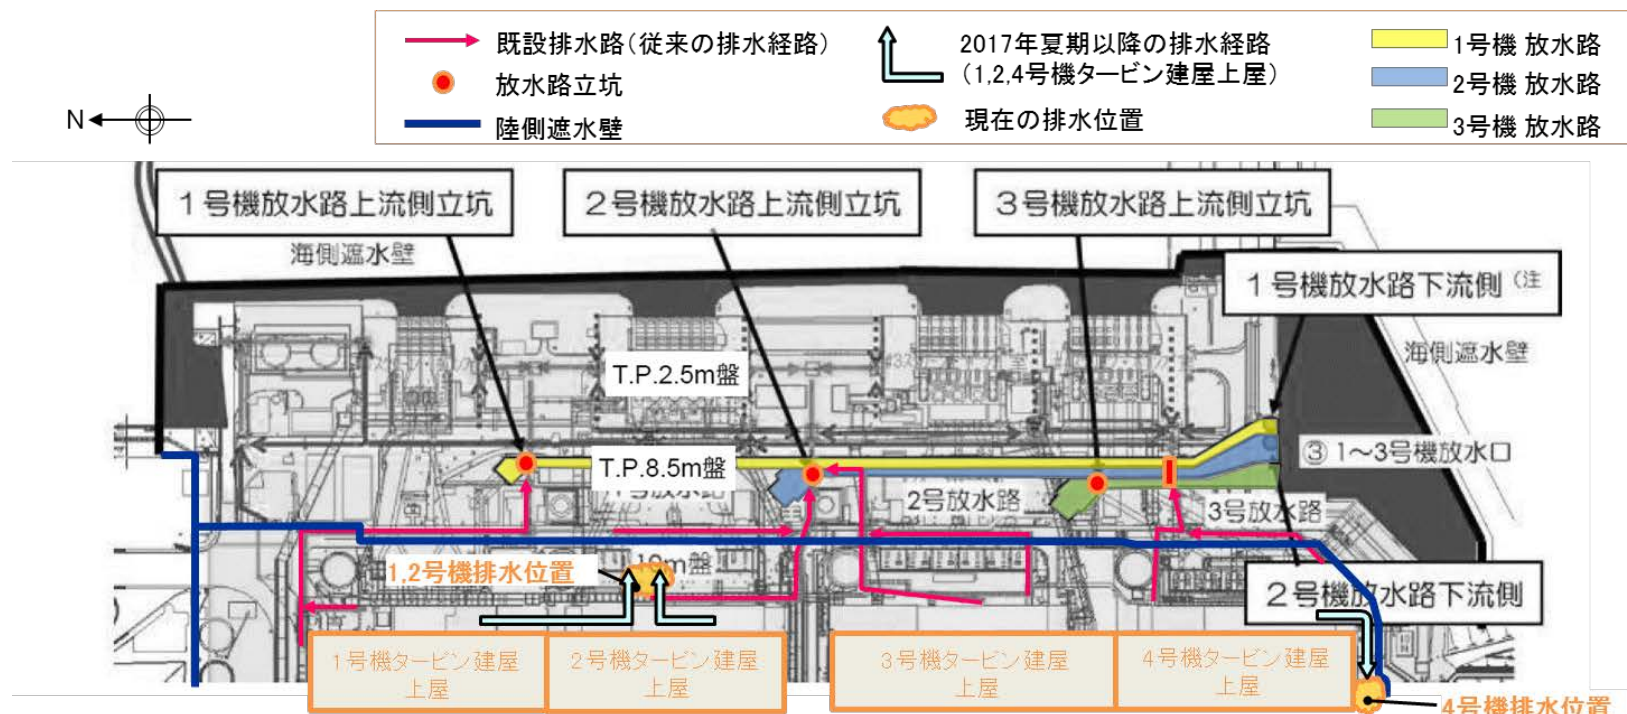 既設排水路(従来の排水経路)
放水路立坑
陸側遮水壁
2017年夏期以降の排水経路
(1,2,4号機タービン建屋上屋)
現在の排水位置
1号機 放水路
2号機 放水路
3号機 放水路
N
1号機放水路上流側立坑
2号機放水路上流側立坑
3号機放水路上流側立坑
海側遮水壁
1号機放水路下流側(注
海側遮水壁
T.P.2.5m盤
T.P.8.5m盤
③ 1～3号機放水口
2号放水路
3号放水路
1,2号機排水位置
2号機放水路下流側
1号機タービン建屋
上屋
2号機タービン建屋
上屋
3号機タービン建屋
上屋
4号機タービン建屋
上屋
4号機排水位置